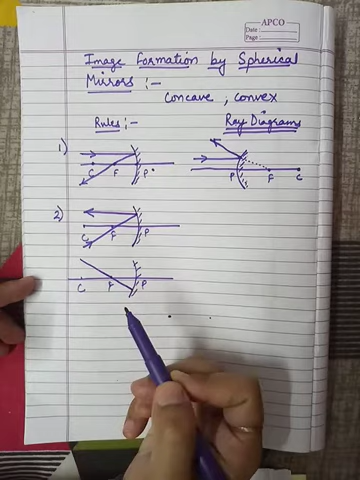 APCO
Date :
Page :
Image Formation by Spherical
Mirrors :-
Concave , convex
Rules :- Ray Diagrams
1)
C F P
P F C
2)
C F P
C F P